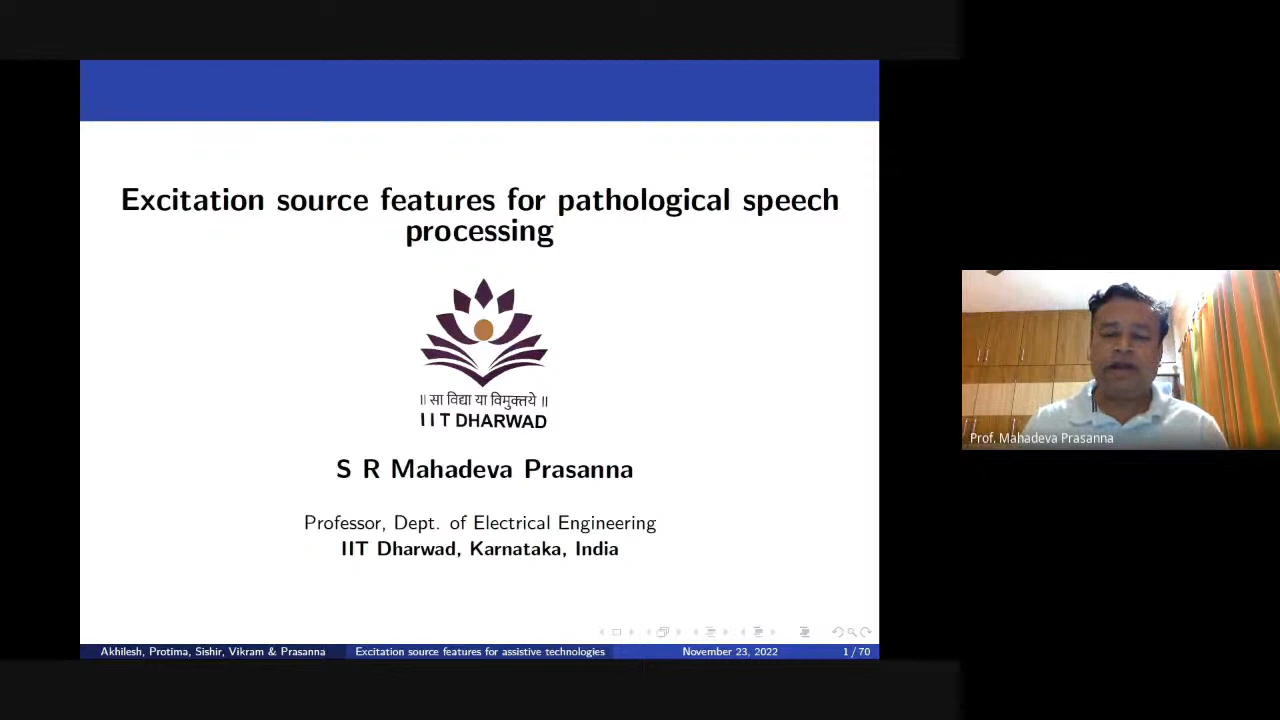 Excitation source features for pathological speech
processing
॥ सा विद्या या विमुक्तये ॥
IIT DHARWAD
S R Mahadeva Prasanna
Professor, Dept. of Electrical Engineering
IIT Dharwad, Karnataka, India
Akhilesh, Protima, Sishir, Vikram & Prasanna Excitation source features for assistive technologies November 23, 2022 1 / 70
Prof. Mahadeva Prasanna